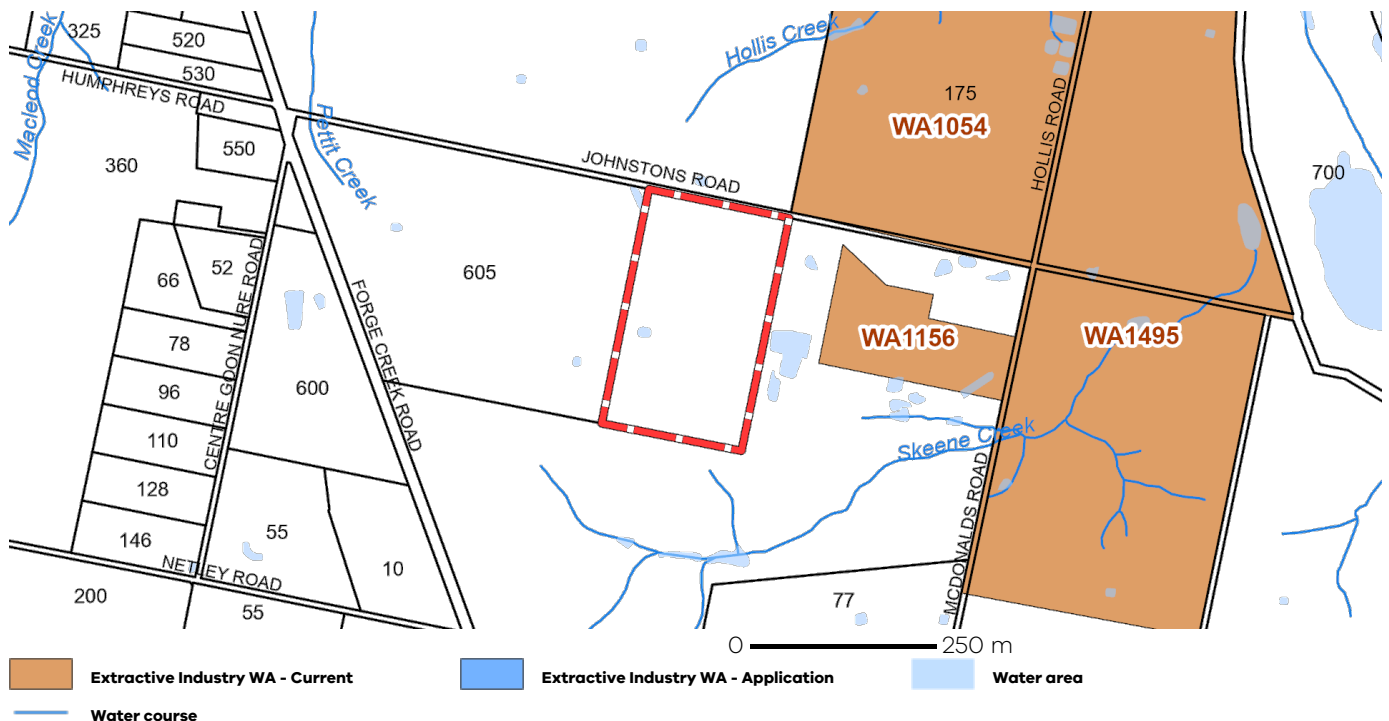 325
520
530
HUMPHREYS ROAD
Macleod Creek
Pettit Creek
Hollis Creek
550
360
JOHNSTONS ROAD
175
WA1054
HOLLIS ROAD
700
66
52
605
78
96
600
110
128
146
CENTRE GOON NURE ROAD
FORGE CREEK ROAD
WA1156
WA1495
Skeene Creek
MCDONALDS ROAD
55
10
NETLEY ROAD
200
55
77
0 250 m
Extractive Industry WA - Current
Extractive Industry WA - Application
Water area
Water course